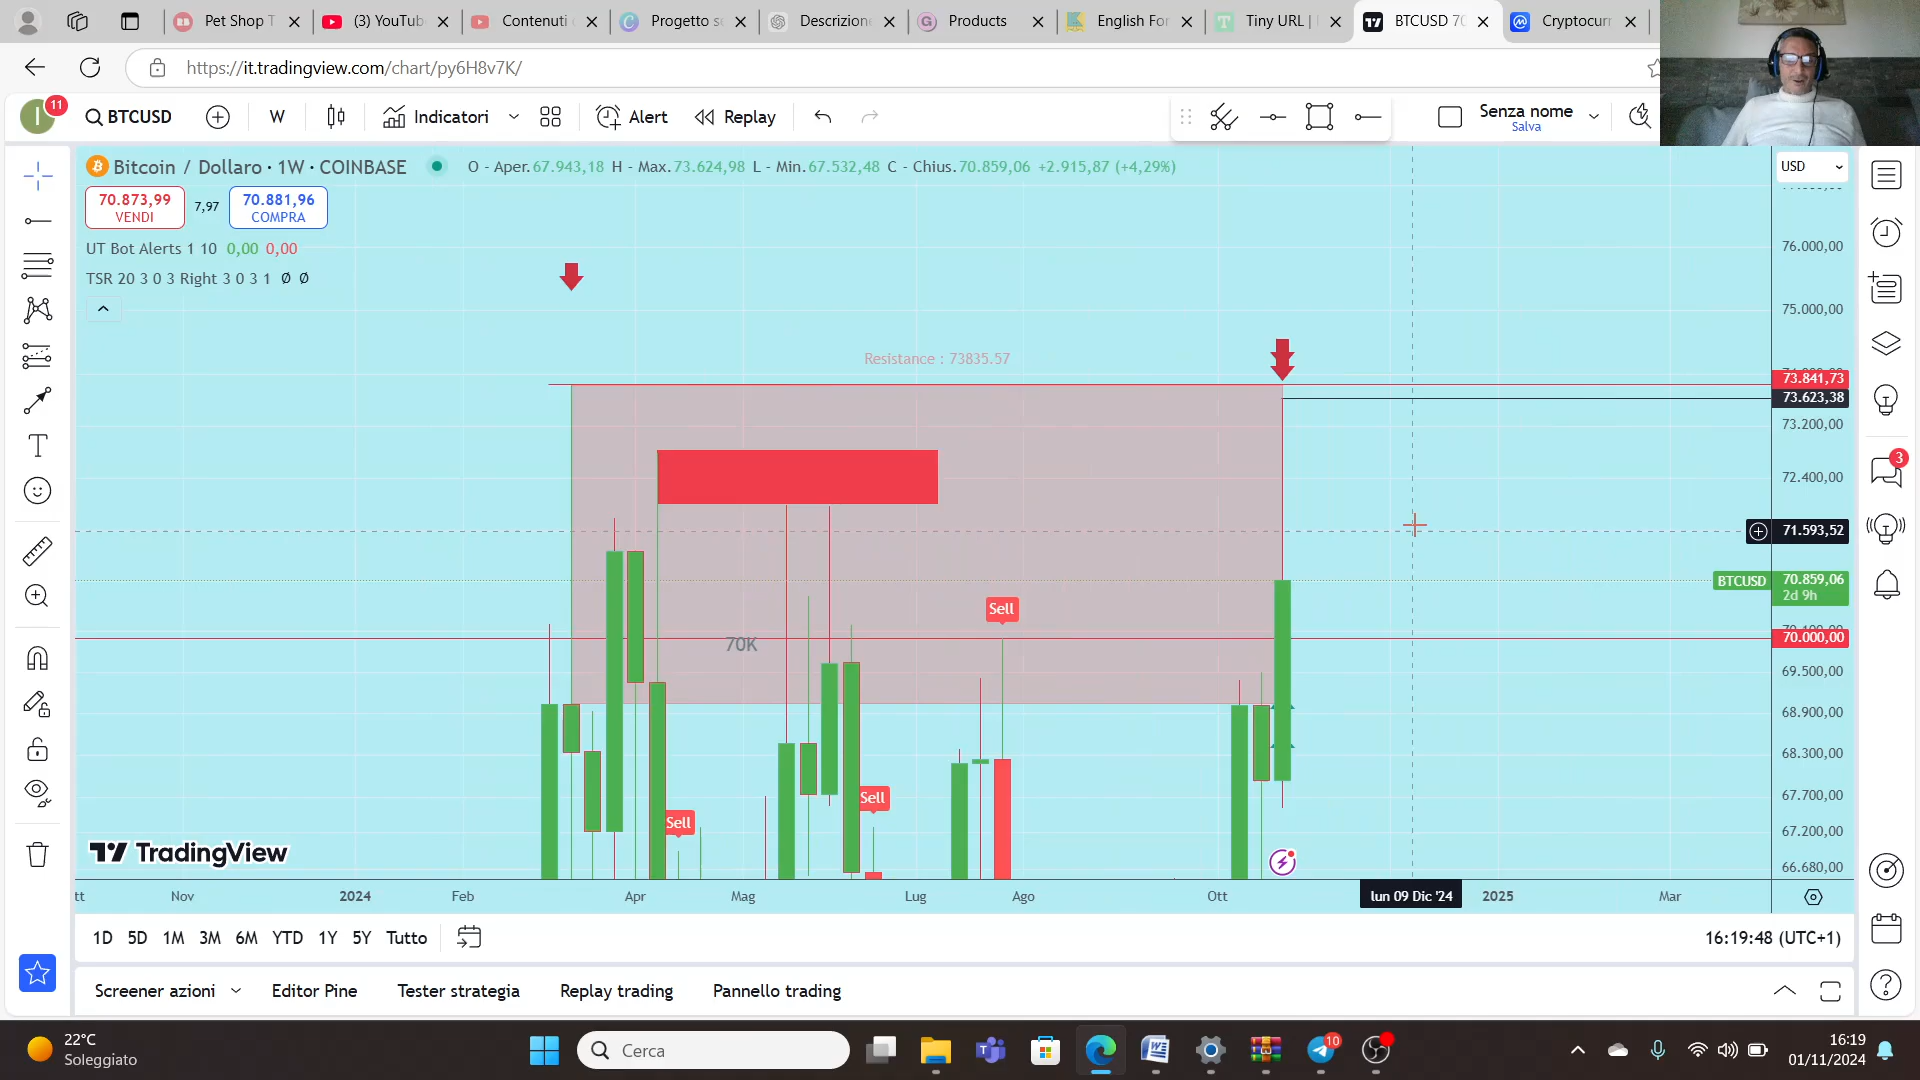 Pet Shop T
(3) YouTub
Contenuti
Progetto s
Descrizione
Products
English For
Tiny URL |
BTCUSD 70
Cryptocurr
https://it.tradingview.com/chart/py6H8v7K/
11
BTCUSD
W
Indicatori
Alert
Replay
Senza nome
Salva
Bitcoin / Dollaro · 1W · COINBASE
O - Aper.67.943,18 H - Max.73.624,98 L - Min.67.532,48 C - Chius.70.859,06 +2.915,87 (+4,29%)
USD
70.873,99
VENDI
7,97
70.881,96
COMPRA
UT Bot Alerts 1 10 0,00 0,00
TSR 20 3 0 3 Right 3 0 3 1 Ø Ø
76.000,00
75.000,00
Resistance : 73835.57
73.841,73
73.623,38
73.200,00
72.400,00
71.593,52
BTCUSD
70.859,06
2d 9h
Sell
70K
70.000,00
69.500,00
68.900,00
68.300,00
67.700,00
67.200,00
66.680,00
Sell
Sell
TradingView
tt
Nov
2024
Feb
Apr
Mag
Lug
Ago
Ott
lun 09 Dic '24
2025
Mar
3
1D 5D 1M 3M 6M YTD 1Y 5Y Tutto
16:19:48 (UTC+1)
Screener azioni
Editor Pine
Tester strategia
Replay trading
Pannello trading
22°C
Soleggiato
Cerca
10
16:19
01/11/2024